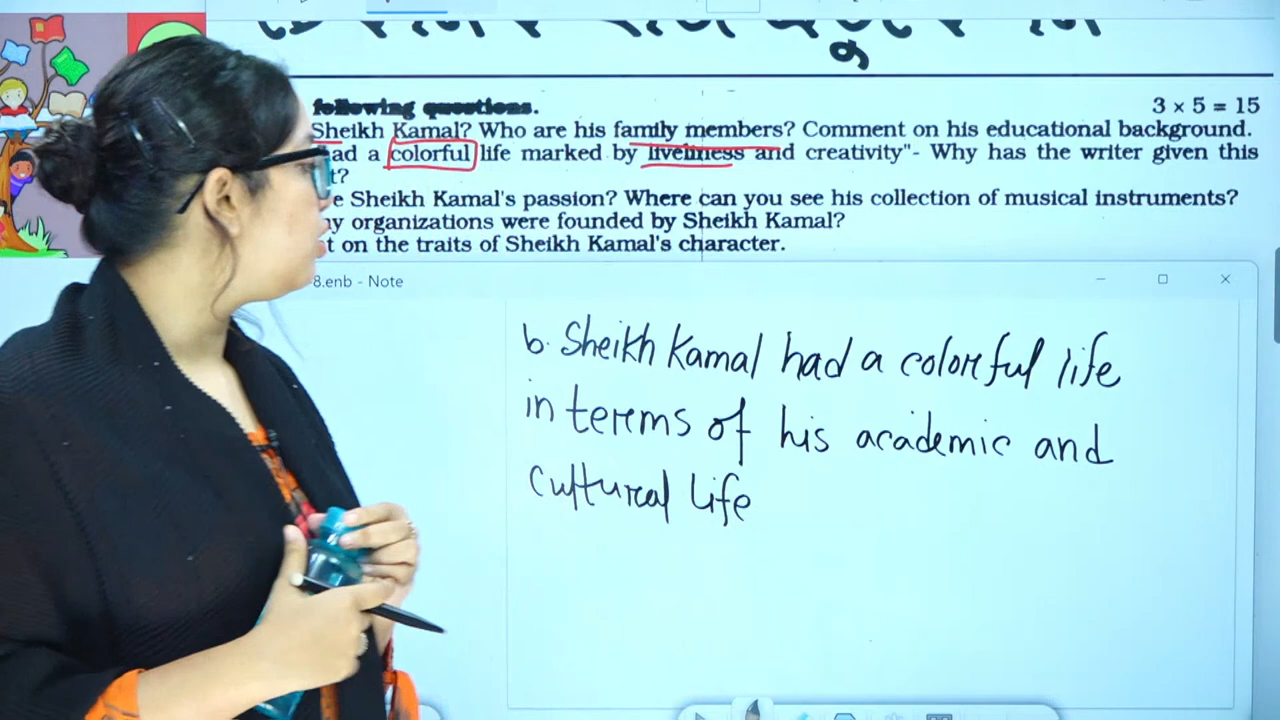 following questions.
3 × 5 = 15
Sheikh Kamal? Who are his family members? Comment on his educational background.
ad a colorful life marked by liveliness and creativity"- Why has the writer given this
t?
e Sheikh Kamal's passion? Where can you see his collection of musical instruments?
ny organizations were founded by Sheikh Kamal?
t on the traits of Sheikh Kamal's character.
8.enb - Note
b. Sheikh Kamal had a colorful life
in terms of his academic and
cultural life